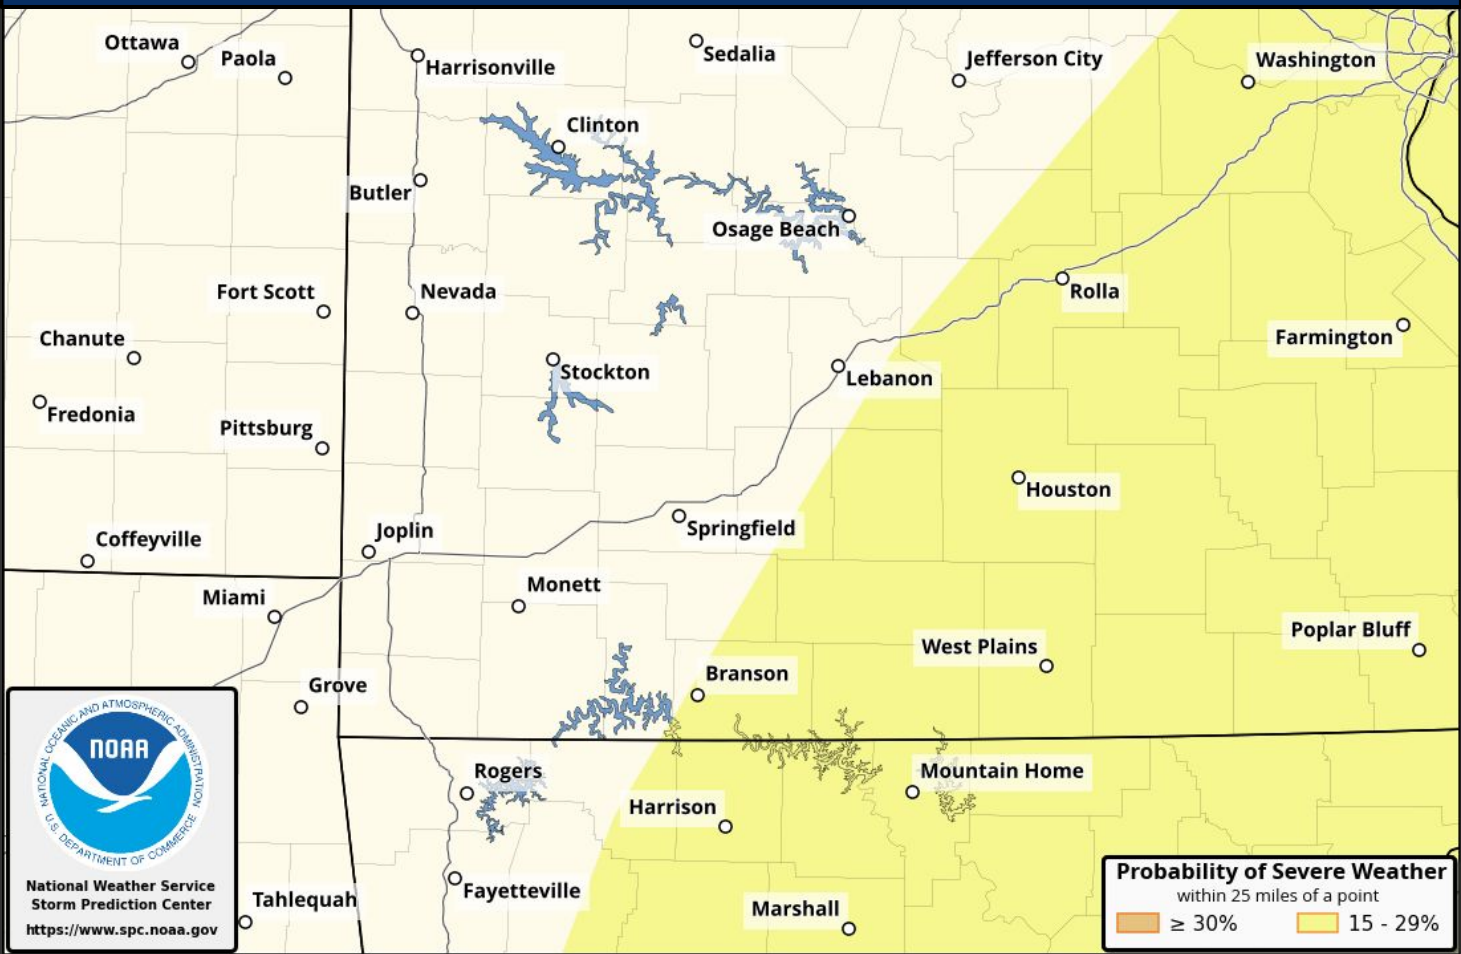 Ottawa
Paola
Harrisonville
Sedalia
Jefferson City
Washington
Clinton
Butler
Osage Beach
Fort Scott
Nevada
Rolla
Chanute
Farmington
Stockton
Lebanon
Fredonia
Pittsburg
Houston
Coffeyville
Joplin
Springfield
Miami
Monett
Poplar Bluff
West Plains
Grove
Branson
Rogers
Mountain Home
Harrison
Fayetteville
Tahlequah
Marshall
NATIONAL OCEANIC AND ATMOSPHERIC ADMINISTRATION
NOAA
U.S. DEPARTMENT OF COMMERCE
National Weather Service
Storm Prediction Center
https://www.spc.noaa.gov
Probability of Severe Weather
within 25 miles of a point
≥ 30%
15 - 29%